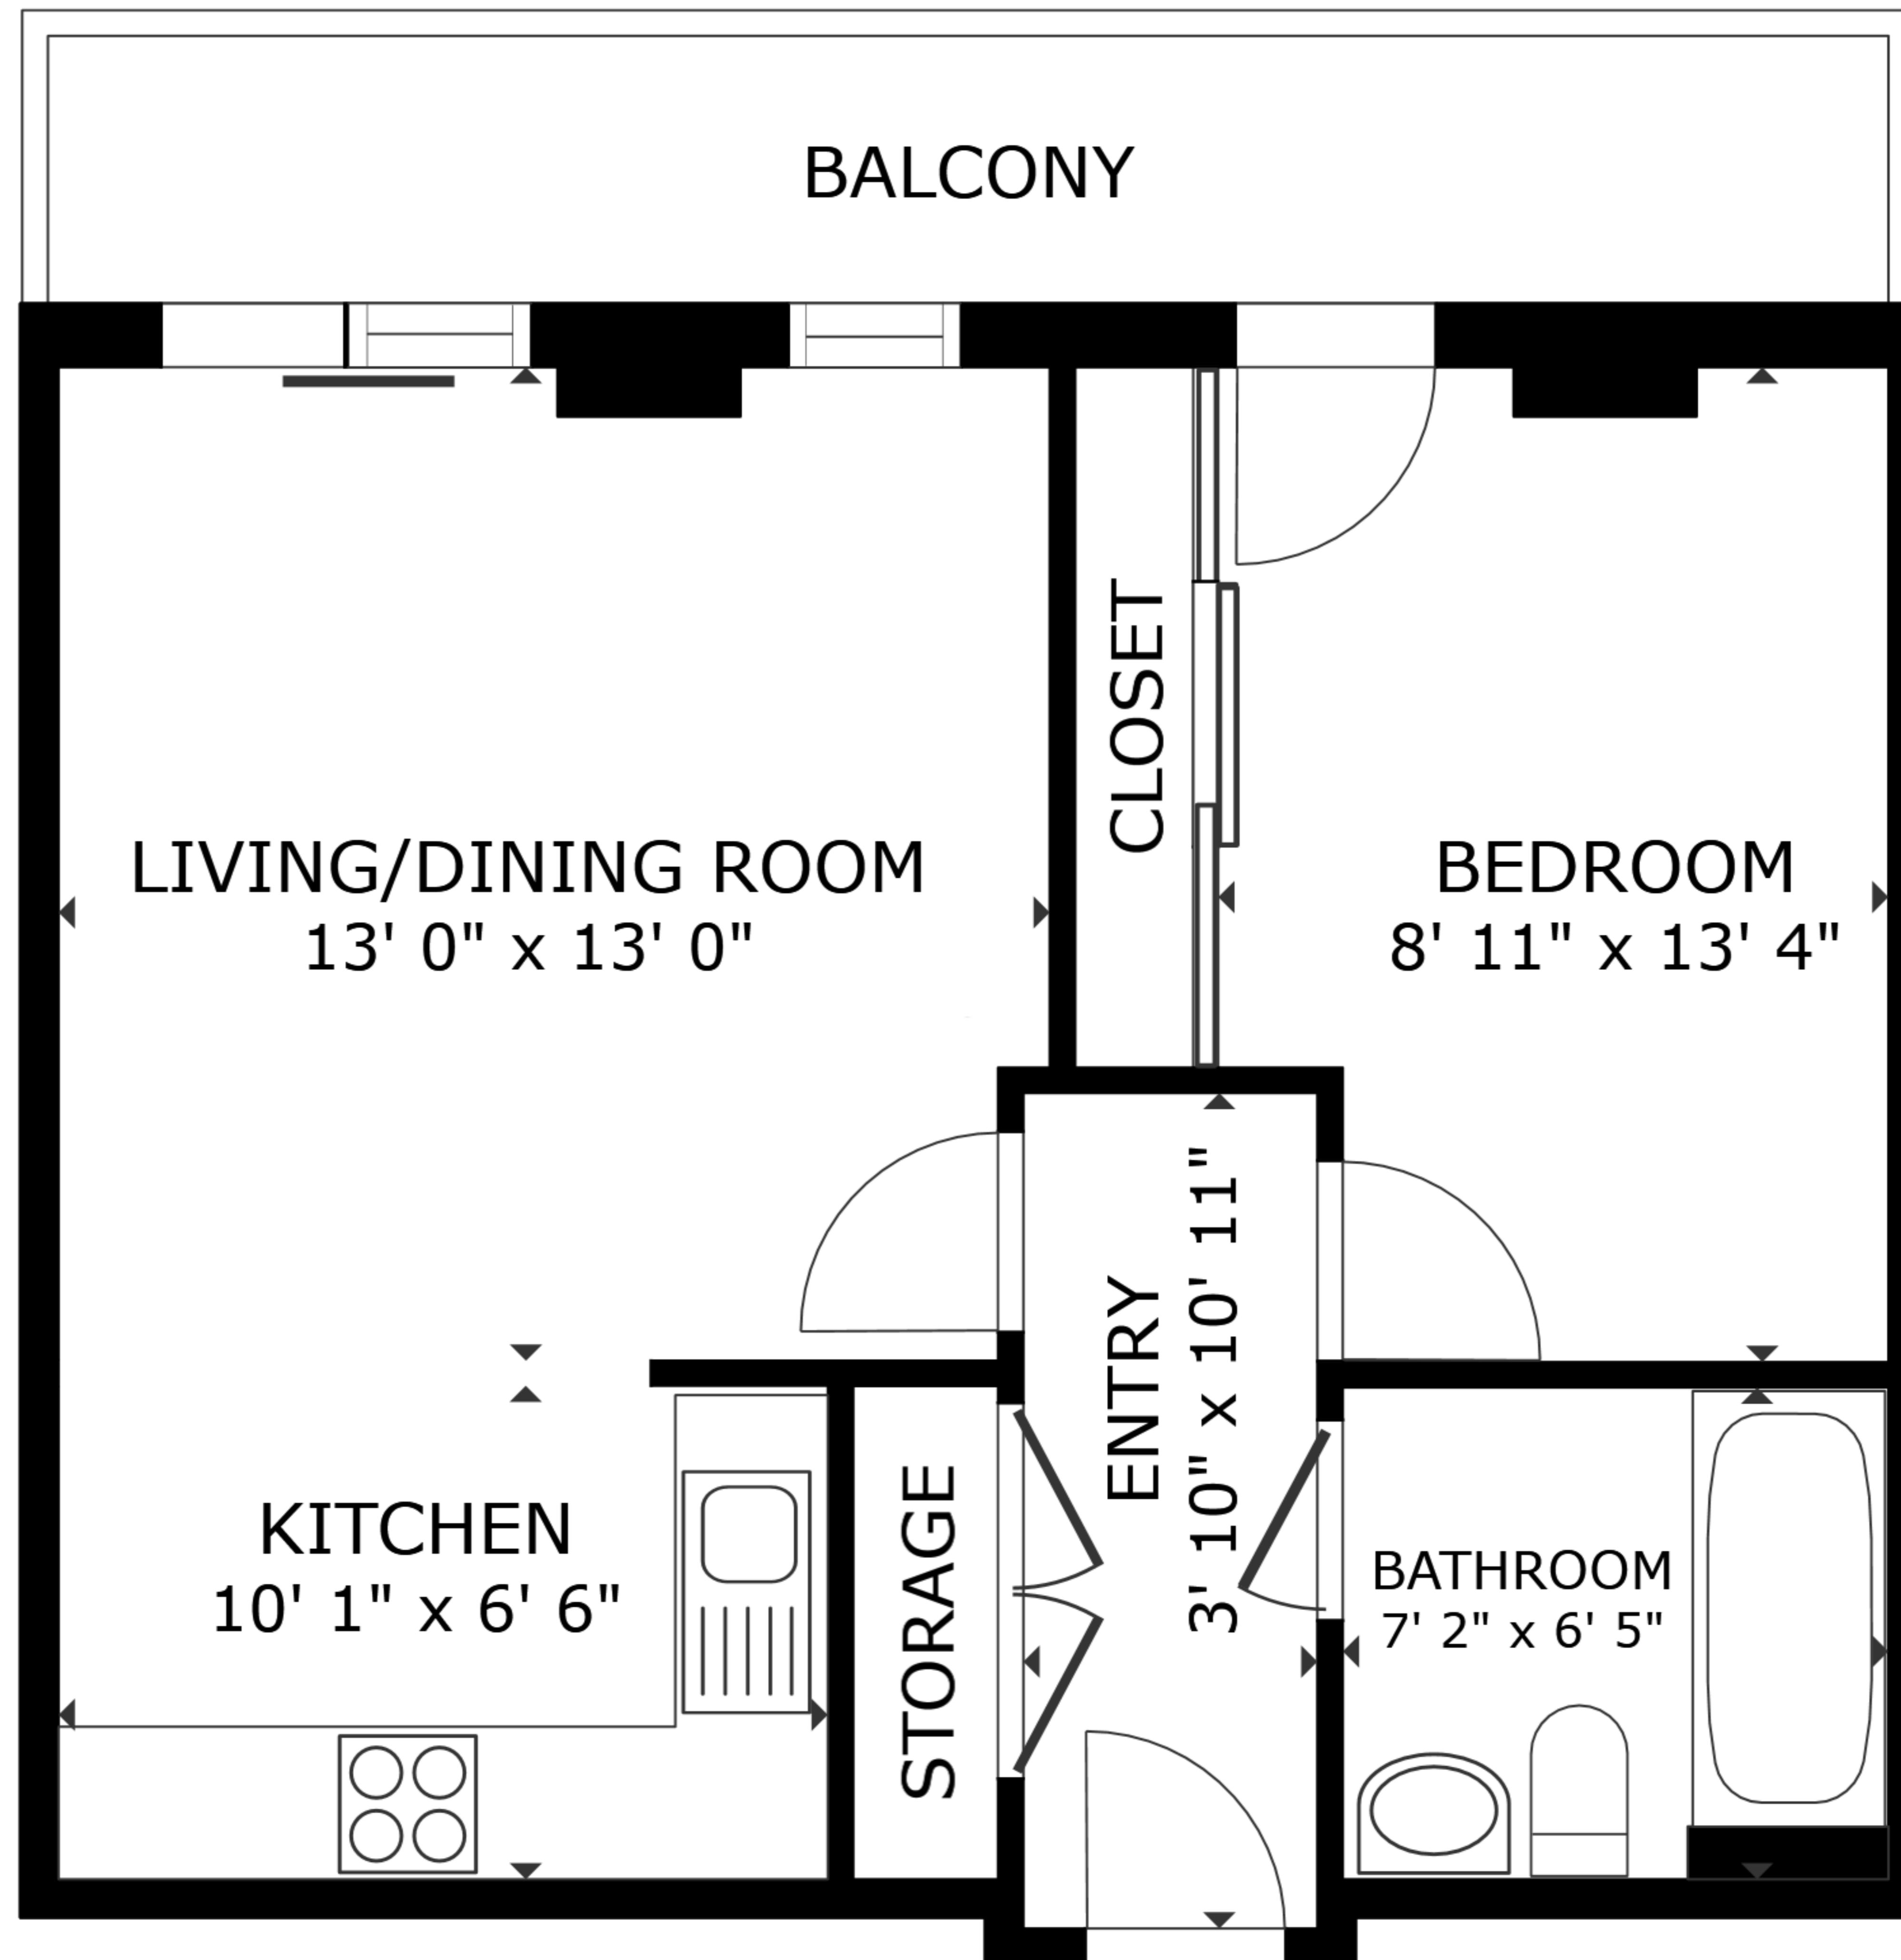 BALCONY
CLOSET
LIVING/DINING ROOM
13' 0" x 13' 0"
BEDROOM
8' 11" x 13' 4"
ENTRY
3' 10" x 10' 11"
KITCHEN
10' 1" x 6' 6"
STORAGE
BATHROOM
7' 2" x 6' 5"